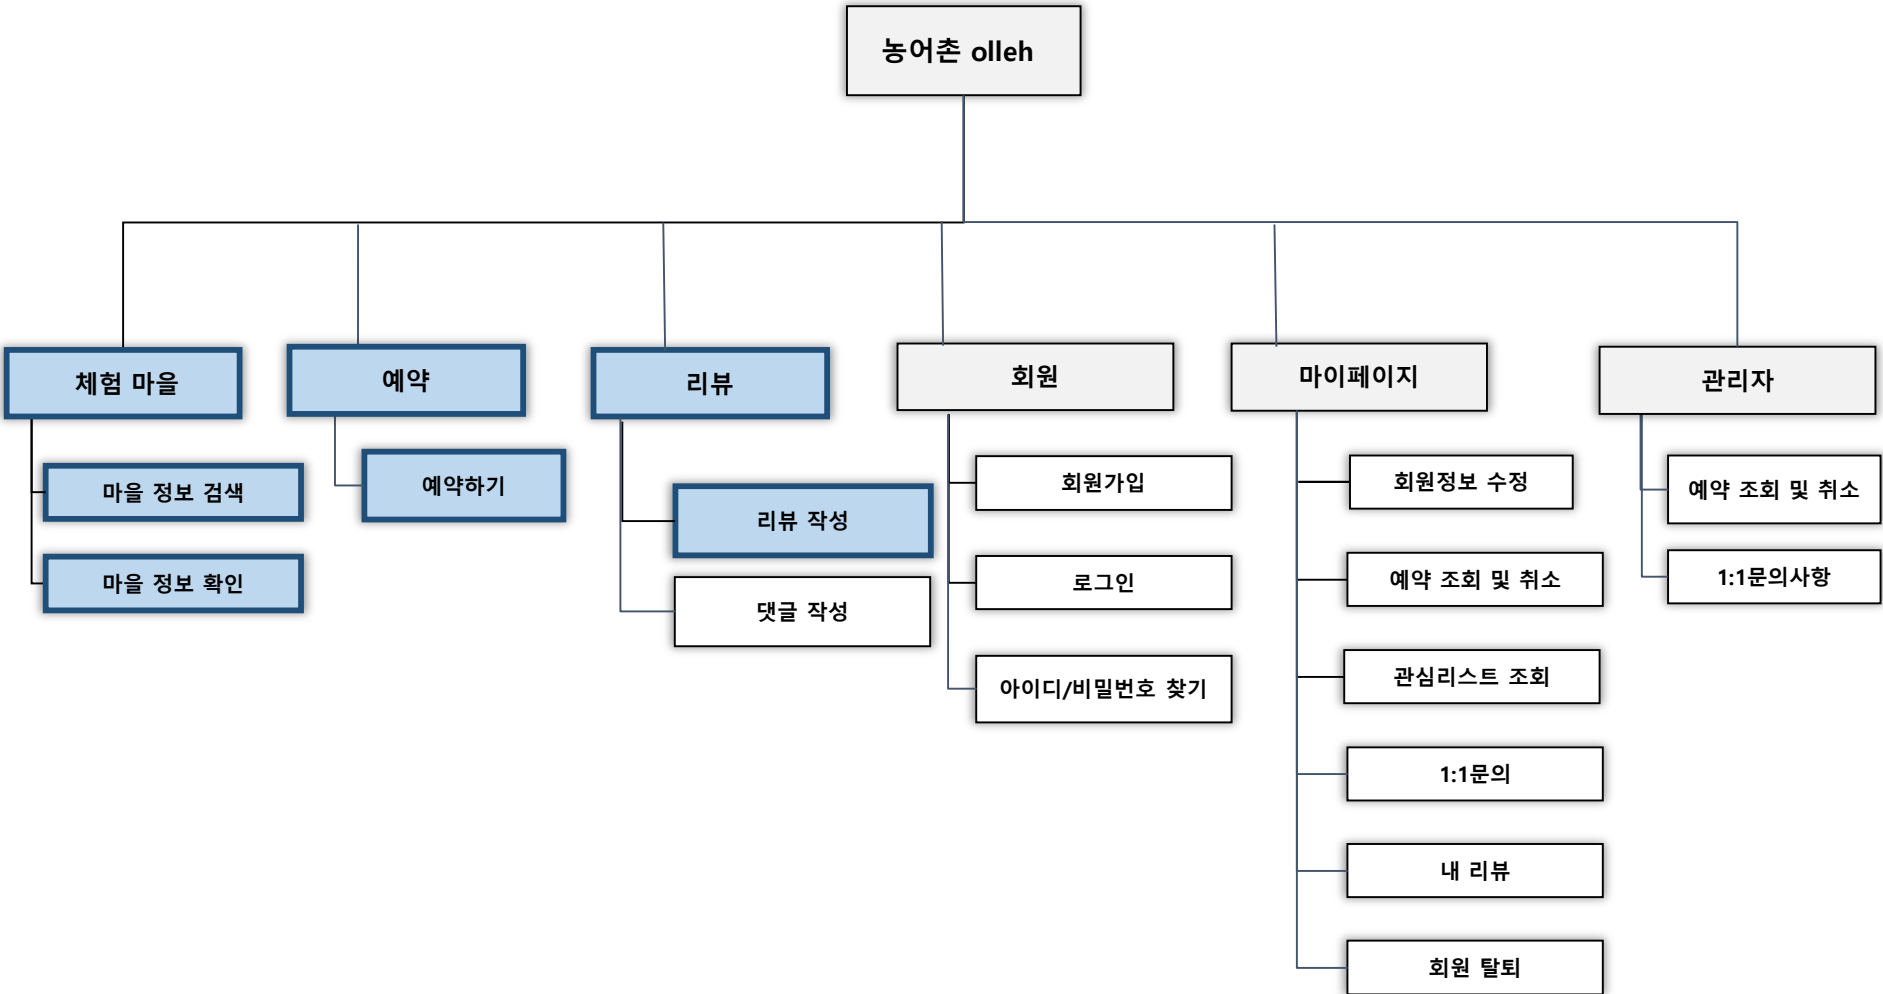 농어촌 olleh
체험 마을
예약
리뷰
회원
마이페이지
관리자
마을 정보 검색
마을 정보 확인
예약하기
리뷰 작성
댓글 작성
회원가입
로그인
아이디/비밀번호 찾기
회원정보 수정
예약 조회 및 취소
관심리스트 조회
1:1문의
내 리뷰
회원 탈퇴
예약 조회 및 취소
1:1문의사항